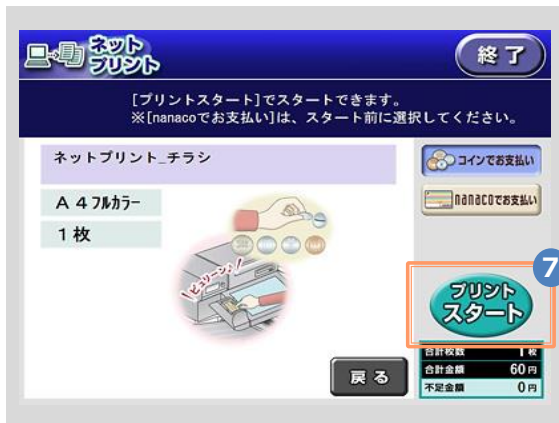 ネット
プリント
終了
[プリントスタート]でスタートできます。
※[nanacoでお支払い]は、スタート前に選択してください。
ネットプリント_チラシ
A4フルカラー
1枚
ピュリーン♪
コインでお支払い
nanacoでお支払い
7
プリント
スタート
戻る
合計枚数 1枚
合計金額 60円
不足金額 0円